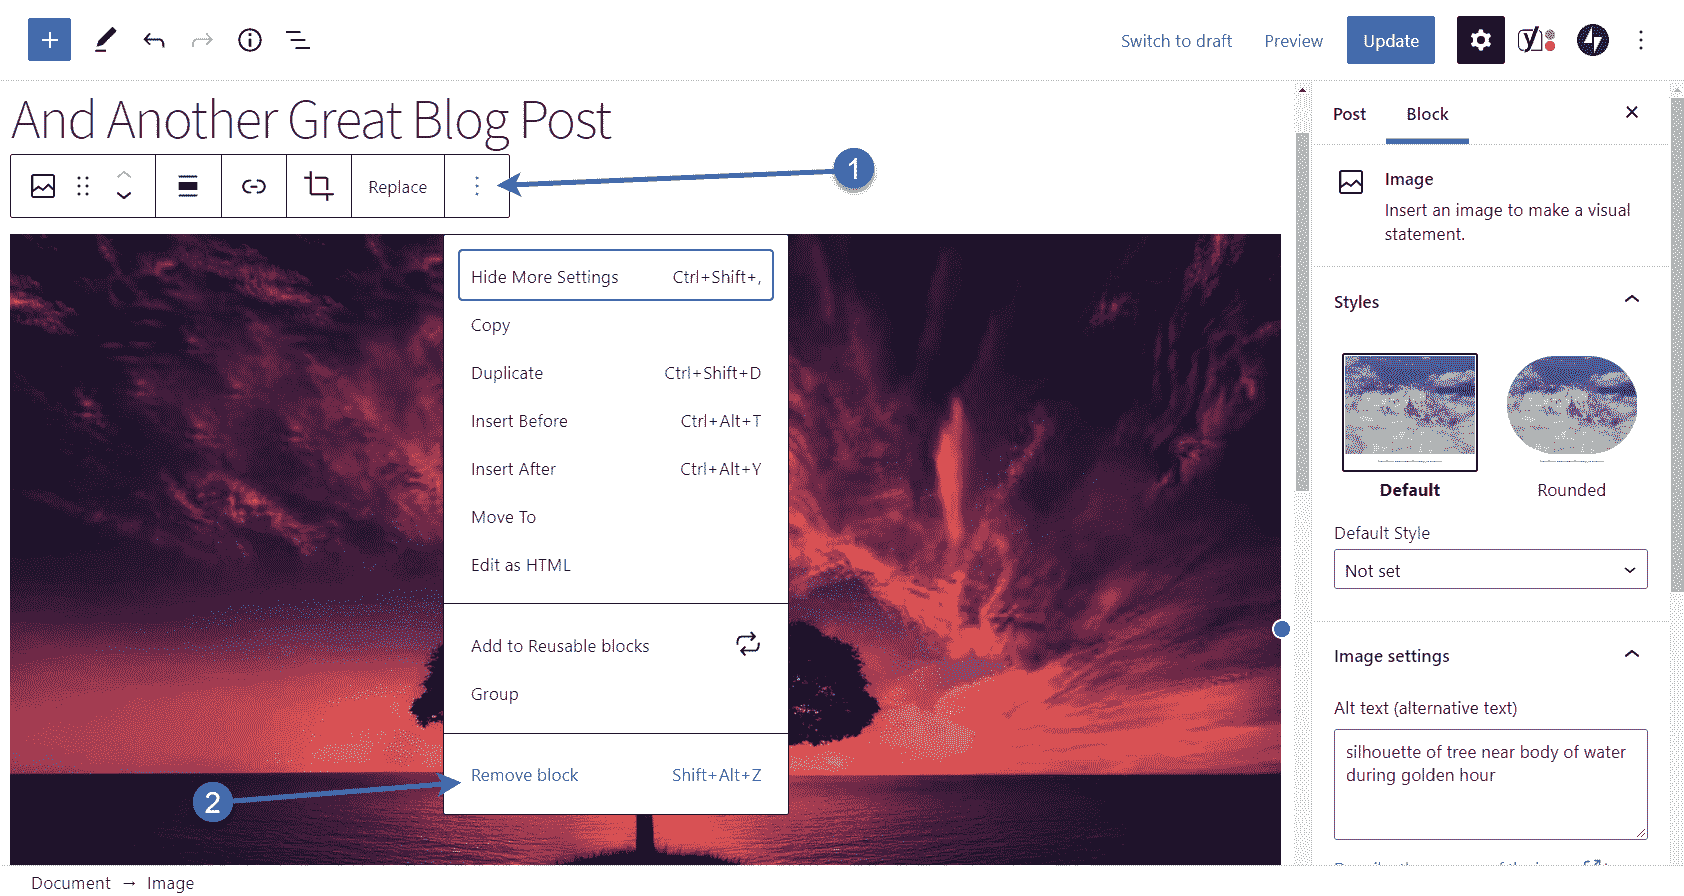 Switch to draft
Preview
Update
And Another Great Blog Post
Replace
1
Hide More Settings Ctrl+Shift+,
Copy
Duplicate Ctrl+Shift+D
Insert Before Ctrl+Alt+T
Insert After Ctrl+Alt+Y
Move To
Edit as HTML
Add to Reusable blocks
Group
Remove block Shift+Alt+Z
2
Post
Block
Image
Insert an image to make a visual
statement.
Styles
Default
Rounded
Default Style
Not set
Image settings
Alt text (alternative text)
silhouette of tree near body of water
during golden hour
Document → Image